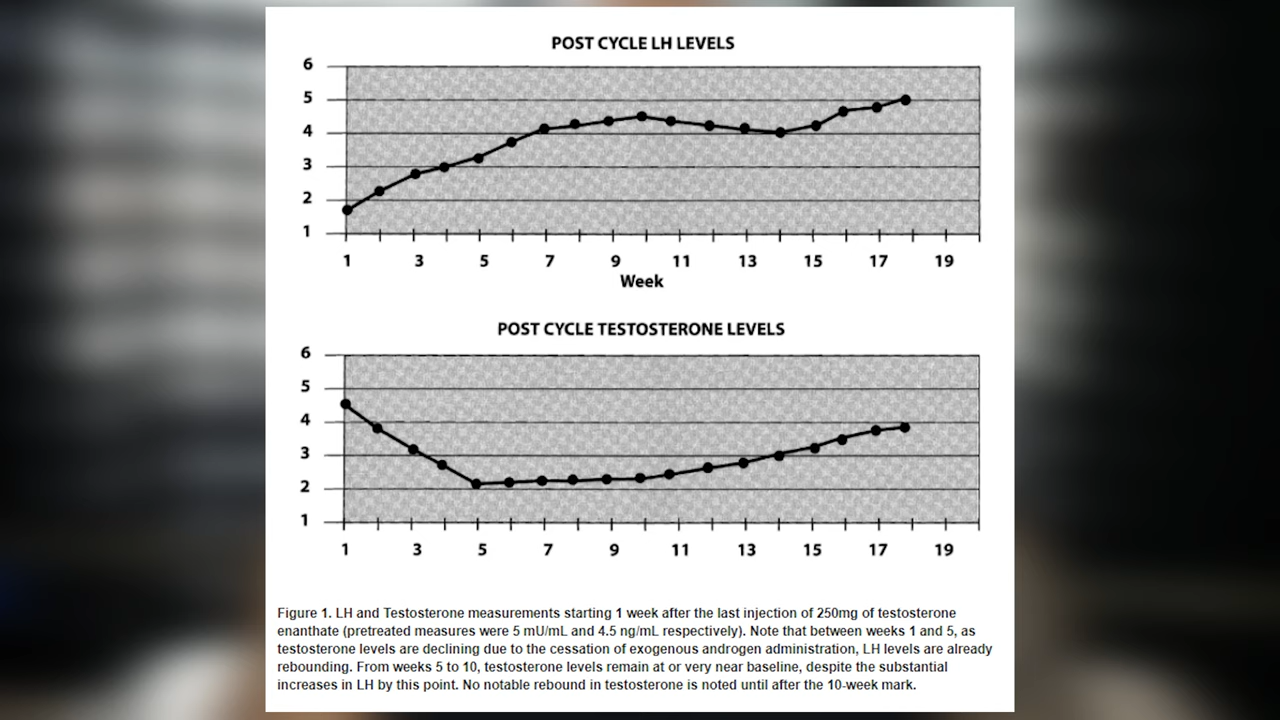 POST CYCLE LH LEVELS
6
5
4
3
2
1
1 3 5 7 9 11 13 15 17 19
Week
POST CYCLE TESTOSTERONE LEVELS
6
5
4
3
2
1
1 3 5 7 9 11 13 15 17 19
Figure 1. LH and Testosterone measurements starting 1 week after the last injection of 250mg of testosterone
enanthate (pretreated measures were 5 mU/mL and 4.5 ng/mL respectively). Note that between weeks 1 and 5, as
testosterone levels are declining due to the cessation of exogenous androgen administration, LH levels are already
rebounding. From weeks 5 to 10, testosterone levels remain at or very near baseline, despite the substantial
increases in LH by this point. No notable rebound in testosterone is noted until after the 10-week mark.